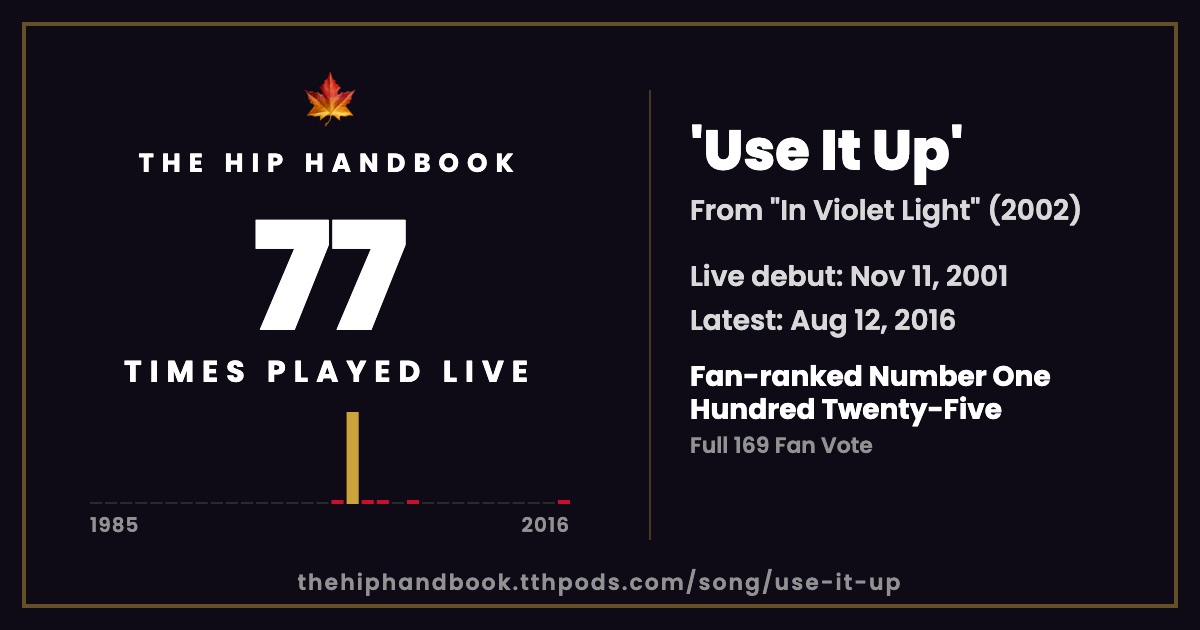 THE HIP HANDBOOK
77
TIMES PLAYED LIVE
1985
2016
'Use It Up'
From "In Violet Light" (2002)
Live debut: Nov 11, 2001
Latest: Aug 12, 2016
Fan-ranked Number One
Hundred Twenty-Five
Full 169 Fan Vote
thehiphandbook.tthpods.com/song/use-it-up